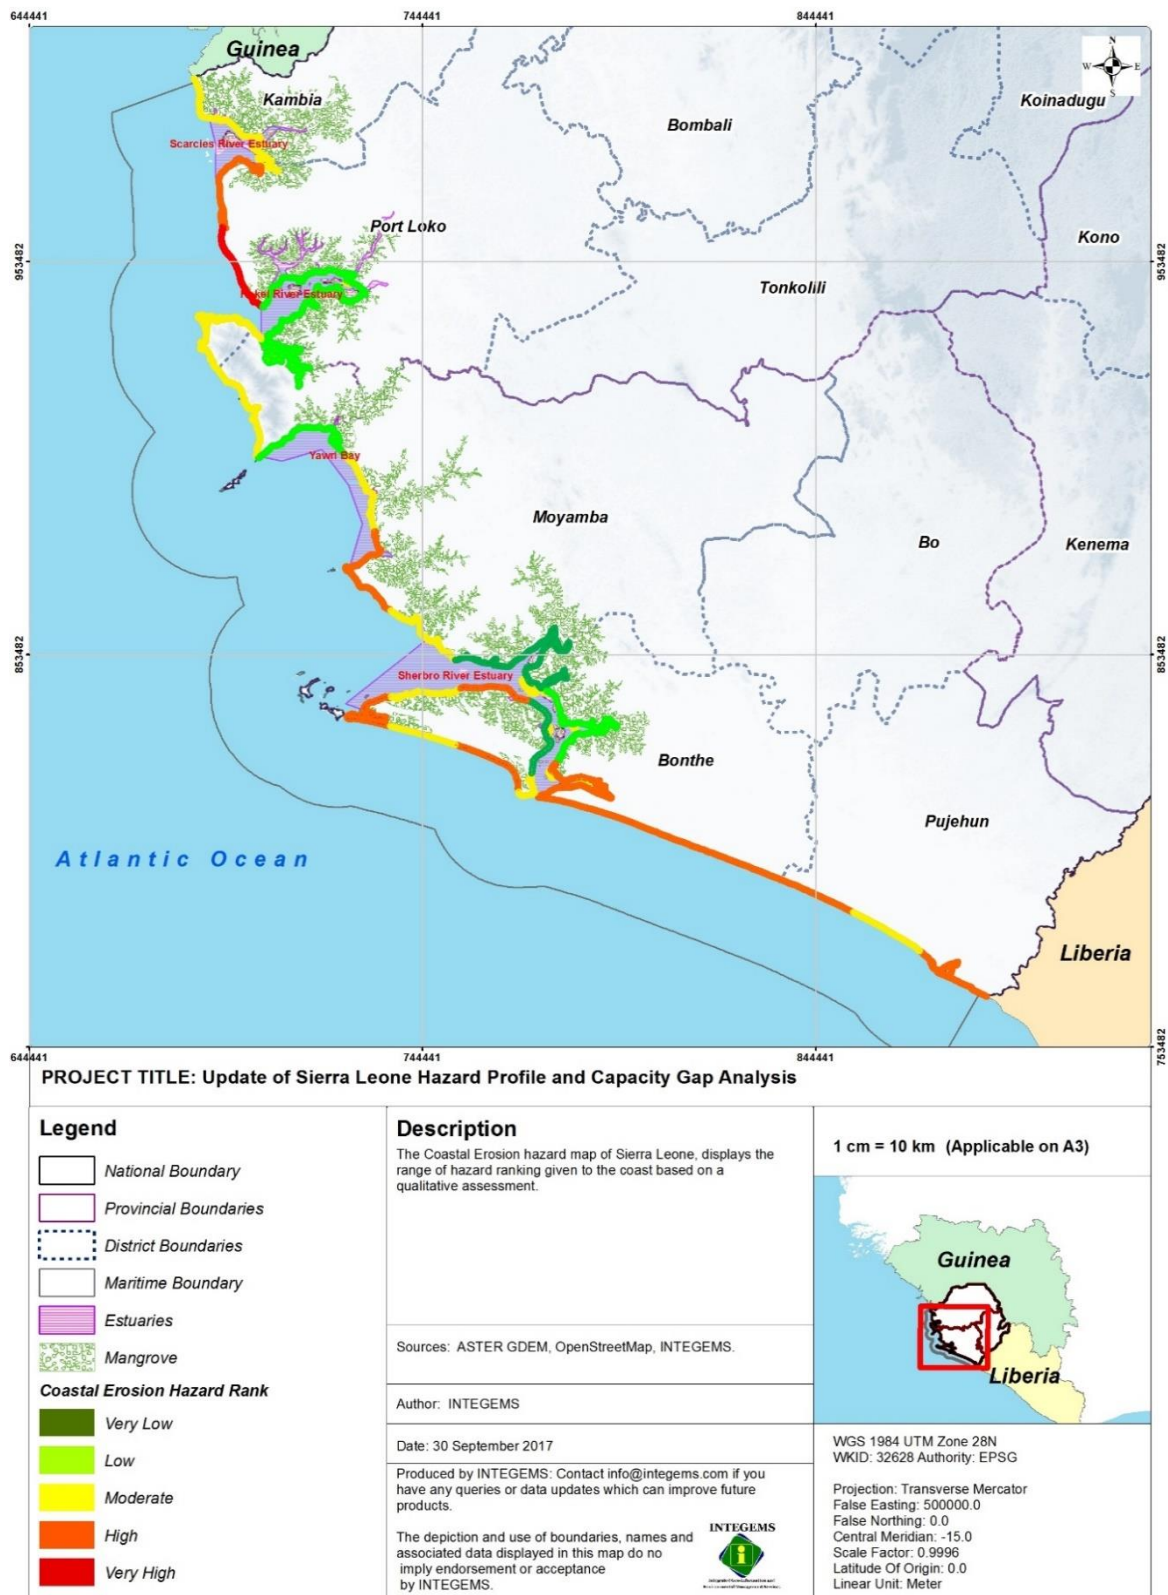 644441
744441
844441
Guinea
N
W E
S
Kambia
Koinadugu
Bombali
Scarcies River Estuary
Port Loko
Kono
953482
953482
Tonkolili
River Estuary
Yawri Bay
Moyamba
Bo
Kenema
853482
853482
Sherbro River Estuary
Bonthe
Pujehun
Atlantic Ocean
Liberia
644441
744441
844441
753482
PROJECT TITLE: Update of Sierra Leone Hazard Profile and Capacity Gap Analysis
Legend
National Boundary
Provincial Boundaries
District Boundaries
Maritime Boundary
Estuaries
Mangrove
Coastal Erosion Hazard Rank
Very Low
Low
Moderate
High
Very High
Description
The Coastal Erosion hazard map of Sierra Leone, displays the
range of hazard ranking given to the coast based on a
qualitative assessment.
Sources: ASTER GDEM, OpenStreetMap, INTEGEMS.
Author: INTEGEMS
Date: 30 September 2017
Produced by INTEGEMS: Contact info@integems.com if you
have any queries or data updates which can improve future
products.
The depiction and use of boundaries, names and
associated data displayed in this map do no
imply endorsement or acceptance
by INTEGEMS.
INTEGEMS
i
1 cm = 10 km (Applicable on A3)
Guinea
Liberia
WGS 1984 UTM Zone 28N
WKID: 32628 Authority: EPSG
Projection: Transverse Mercator
False Easting: 500000.0
False Northing: 0.0
Central Meridian: -15.0
Scale Factor: 0.9996
Latitude Of Origin: 0.0
Linear Unit: Meter